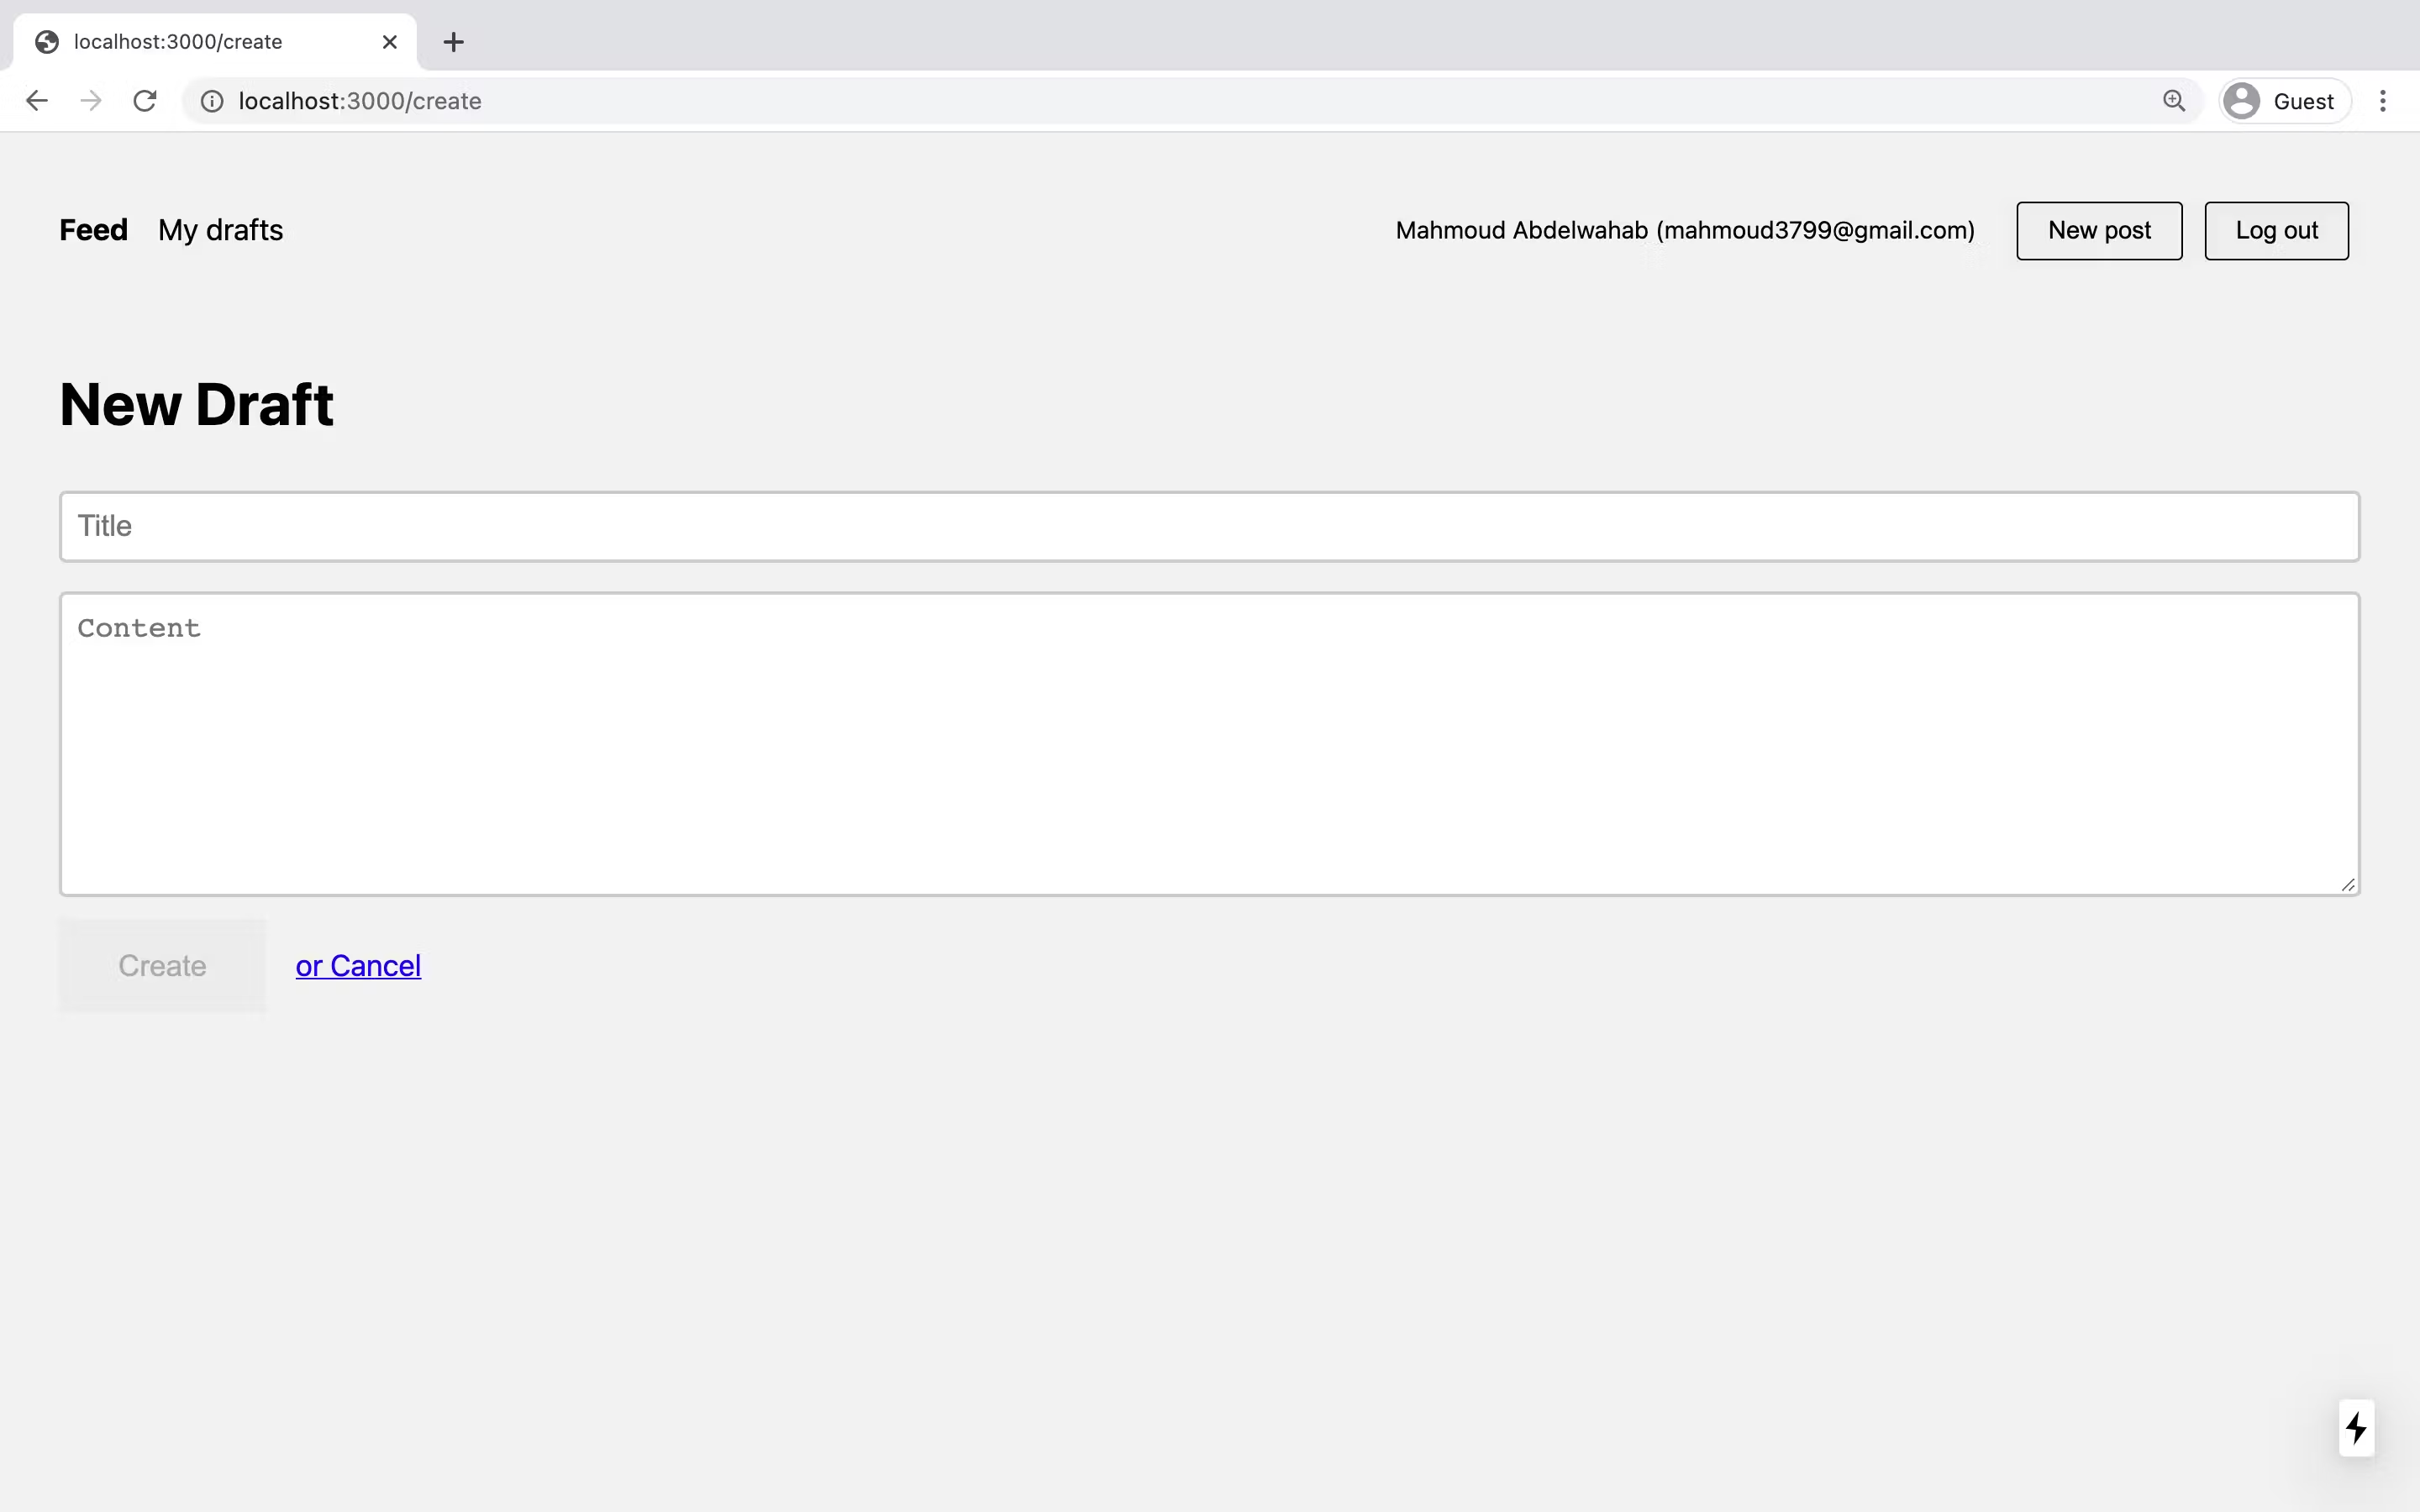 localhost:3000/create
localhost:3000/create
Guest
Feed My drafts Mahmoud Abdelwahab (mahmoud3799@gmail.com) New post Log out
New Draft
Title
Content
Create or Cancel